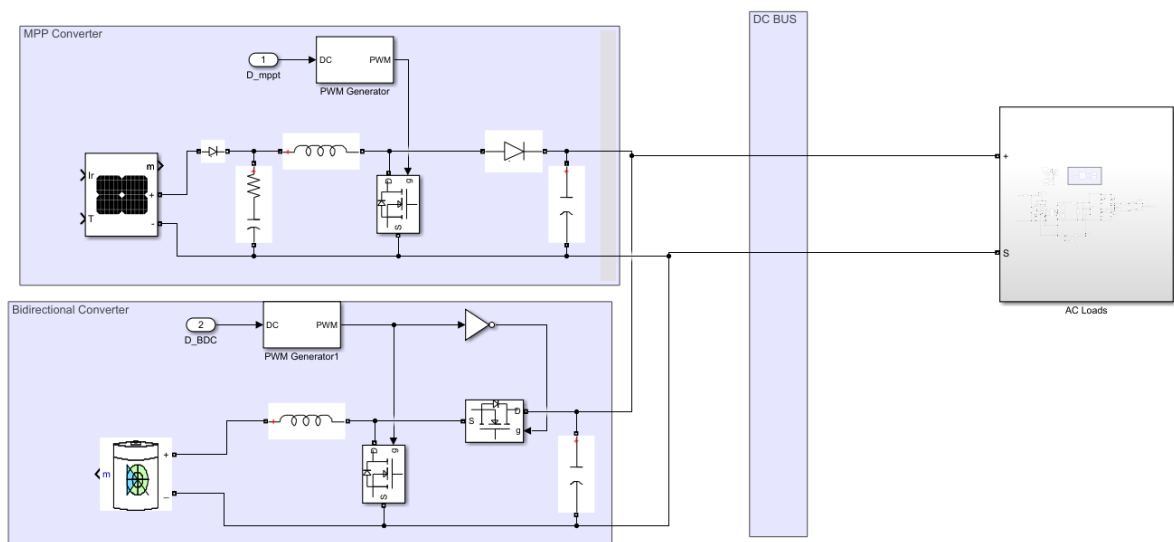 MPP Converter
DC BUS
1
D_mppt
DC
PWM
PWM Generator
m
Ir
T
+
-
D
g
S
+
S
AC Loads
Bidirectional Converter
2
D_BDC
DC
PWM
PWM Generator1
S
D
g
D
g
S
m
+
_